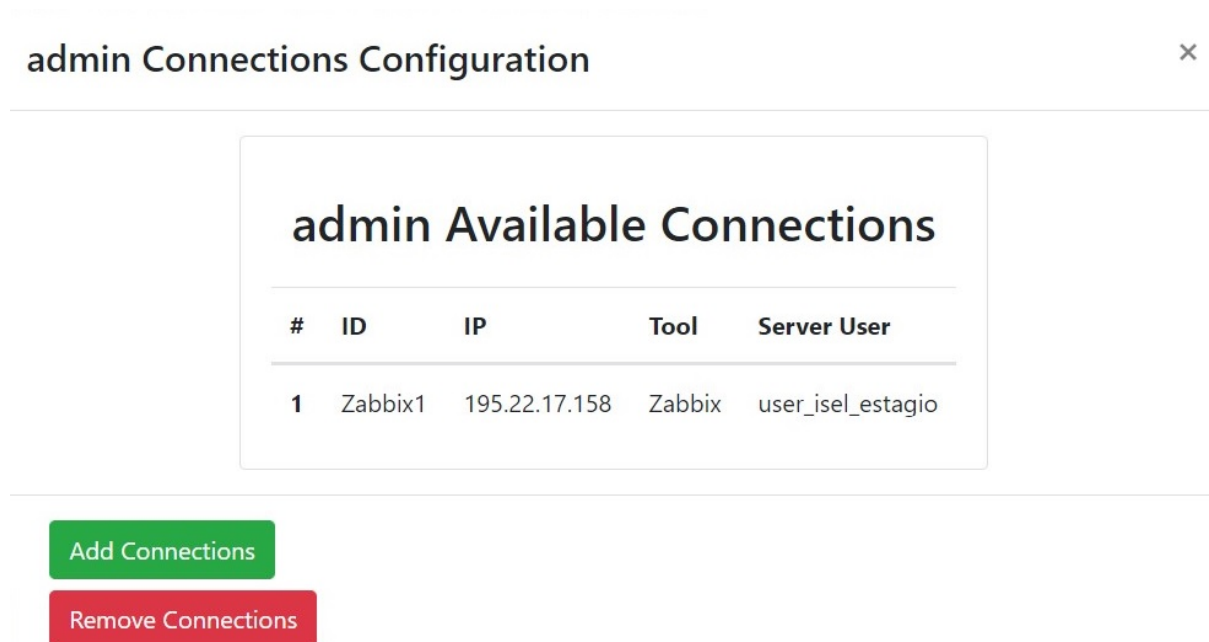 admin Connections Configuration ×
admin Available Connections
# ID IP Tool Server User
1 Zabbix1 195.22.17.158 Zabbix user_isel_estagio
Add Connections
Remove Connections